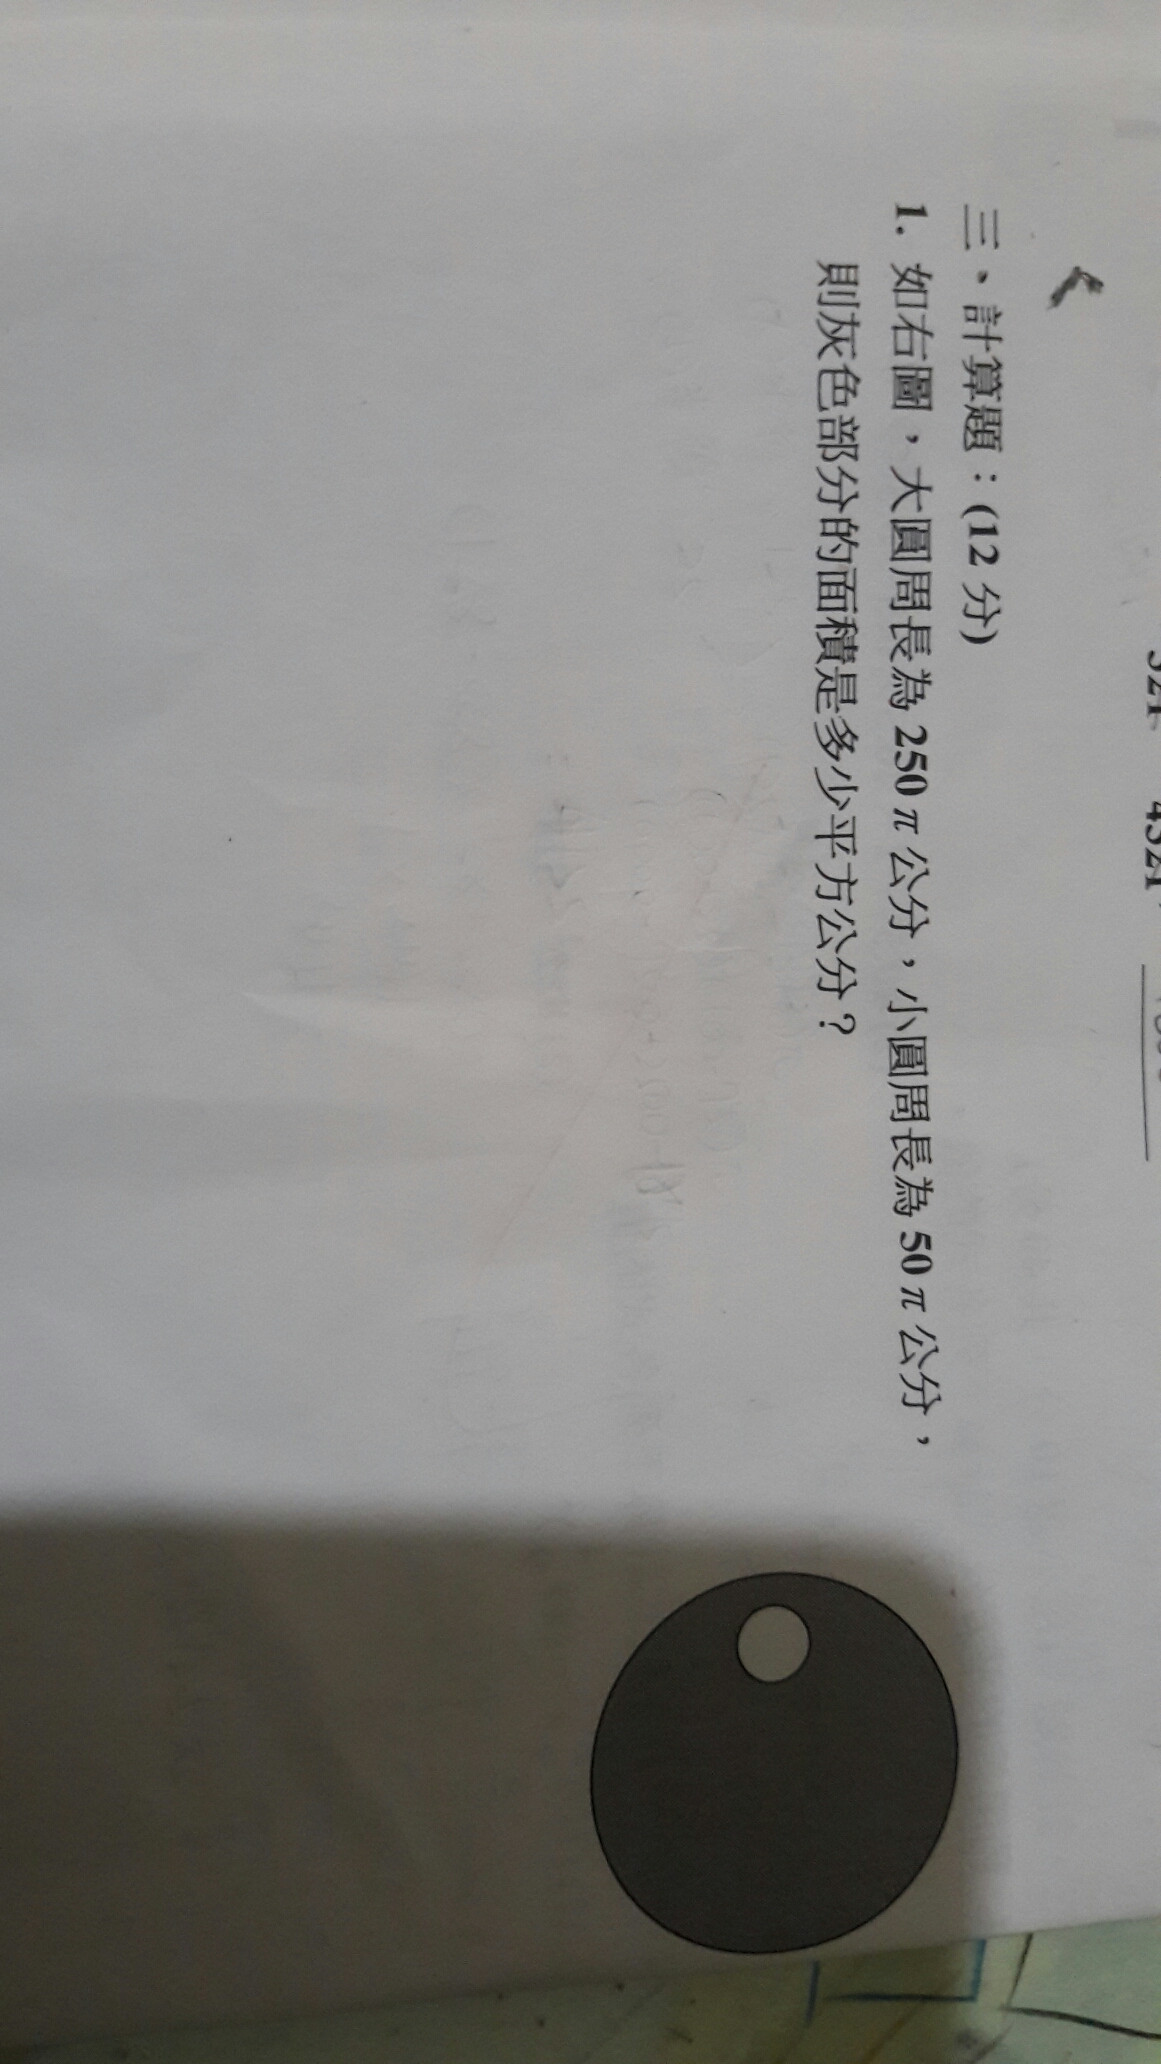 三、計算題：(12 分)
1. 如右圖，大圓周長為 250π 公分，小圓周長為 50π 公分，
則灰色部分的面積是多少平方公分？